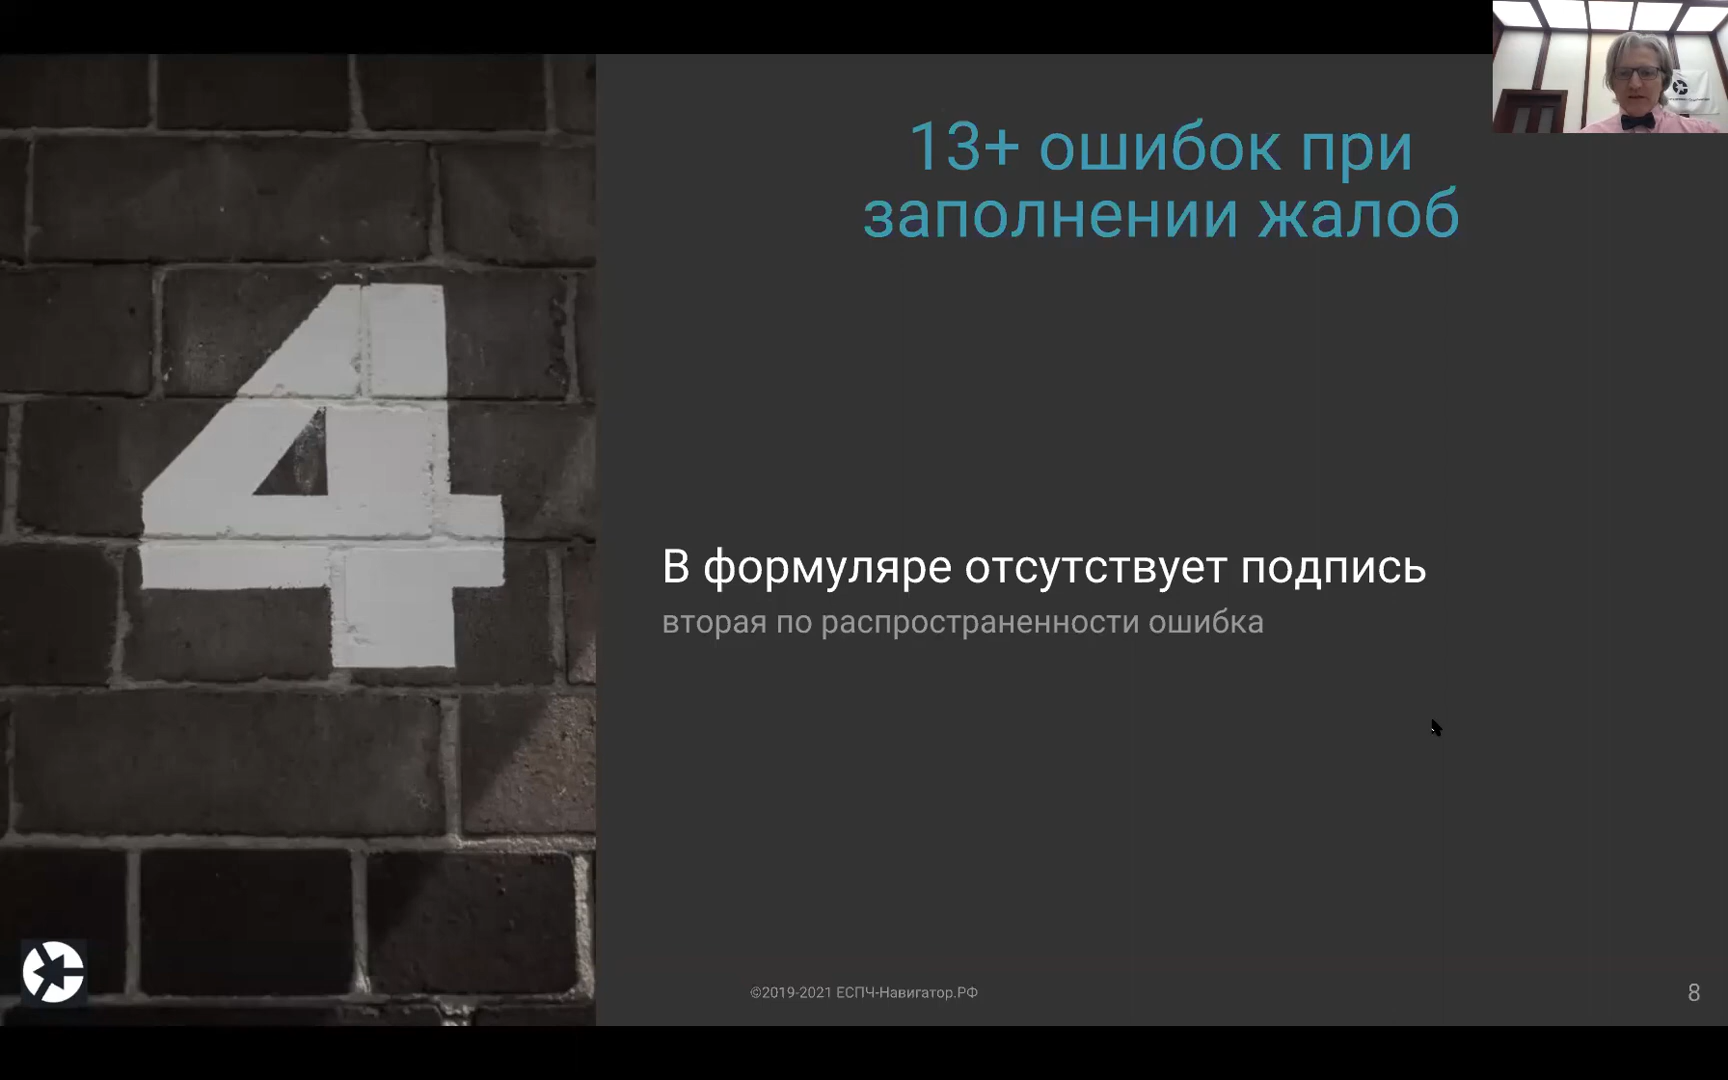 13+ ошибок при
заполнении жалоб
4
В формуляре отсутствует подпись
вторая по распространенности ошибка
©2019-2021 ЕСПЧ-Навигатор.РФ
8